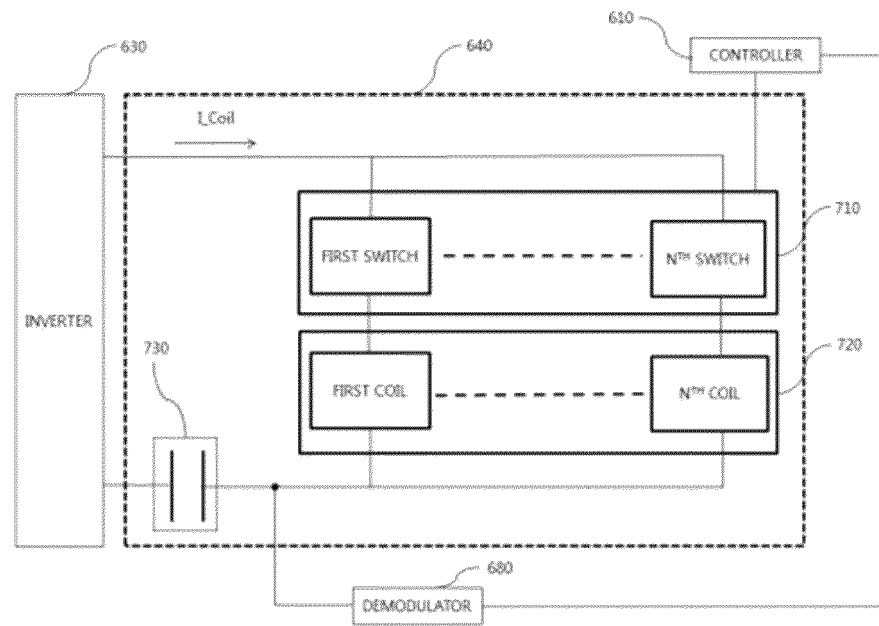 610
630
640
CONTROLLER
I_Coil
710
FIRST SWITCH
NTH SWITCH
INVERTER
730
720
FIRST COIL
NTH COIL
680
DEMODULATOR